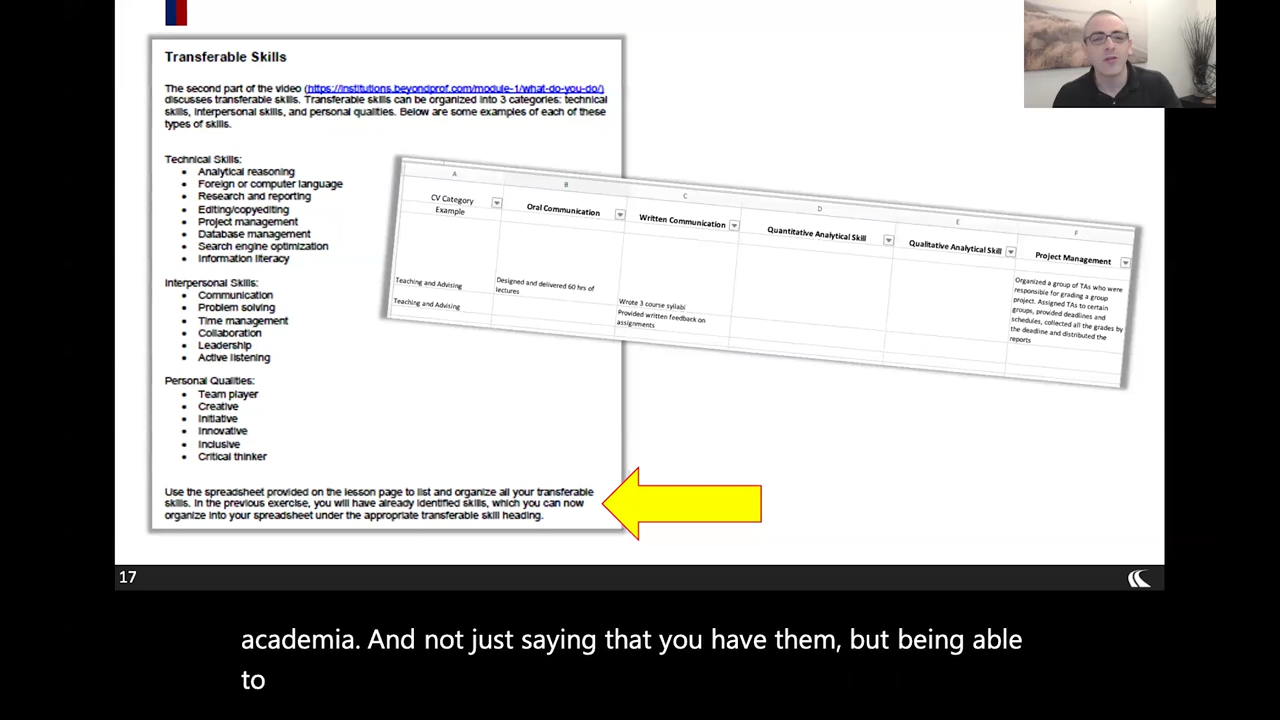 Transferable Skills
The second part of the video (https://institutions.beyondprof.com/module-1/what-do-you-do/)
discusses transferable skills. Transferable skills can be organized into 3 categories: technical
skills, interpersonal skills, and personal qualities. Below are some examples of each of these
types of skills.
Technical Skills:
• Analytical reasoning
• Foreign or computer language
• Research and reporting
• Editing/copyediting
• Project management
• Database management
• Search engine optimization
• Information literacy
Interpersonal Skills:
• Communication
• Problem solving
• Time management
• Collaboration
• Leadership
• Active listening
Personal Qualities:
• Team player
• Creative
• Initiative
• Innovative
• Inclusive
• Critical thinker
Use the spreadsheet provided on the lesson page to list and organize all your transferable
skills. In the previous exercise, you will have already identified skills, which you can now
organize into your spreadsheet under the appropriate transferable skill heading.
A B C D E F
CV Category Oral Communication Written Communication Quantitative Analytical Skill Qualitative Analytical Skill Project Management
Example
Teaching and Advising
Designed and delivered 60 hrs of
lectures
Wrote 3 course syllabi
Organized a group of TAs who were
responsible for grading a group
project. Assigned TAs to certain
groups, provided deadlines and
schedules, collected all the grades by
the deadline and distributed the
reports
Teaching and Advising
Provided written feedback on
assignments
17
academia. And not just saying that you have them, but being able
to